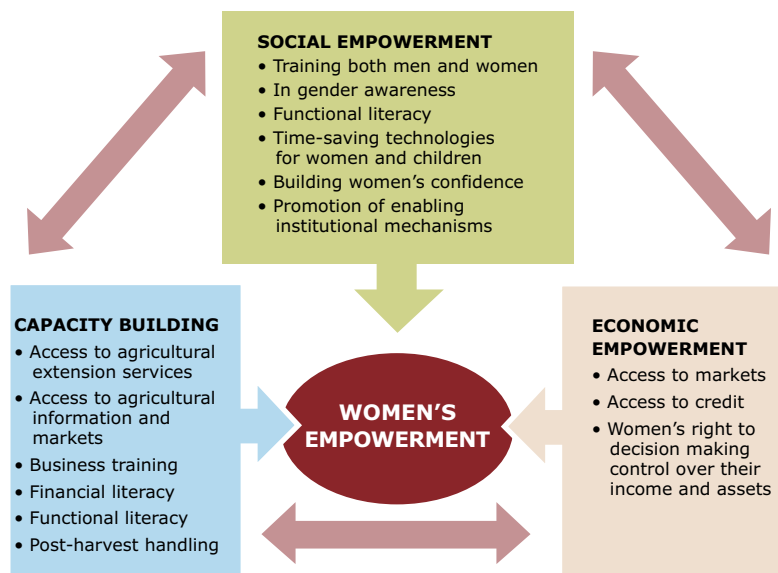 SOCIAL EMPOWERMENT
• Training both men and women
• In gender awareness
• Functional literacy
• Time-saving technologies
for women and children
• Building women’s confidence
• Promotion of enabling
institutional mechanisms
CAPACITY BUILDING
• Access to agricultural
extension services
• Access to agricultural
information and
markets
• Business training
• Financial literacy
• Functional literacy
• Post-harvest handling
WOMEN’S
EMPOWERMENT
ECONOMIC
EMPOWERMENT
• Access to markets
• Access to credit
• Women’s right to
decision making
control over their
income and assets